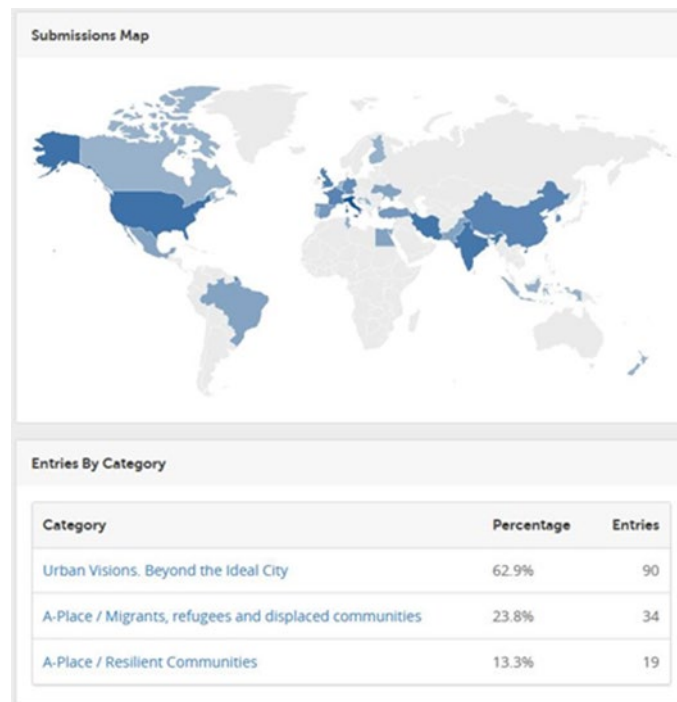 Submissions Map
Entries By Category
Category Percentage Entries
Urban Visions. Beyond the Ideal City 62.9% 90
A-Place / Migrants, refugees and displaced communities 23.8% 34
A-Place / Resilient Communities 13.3% 19